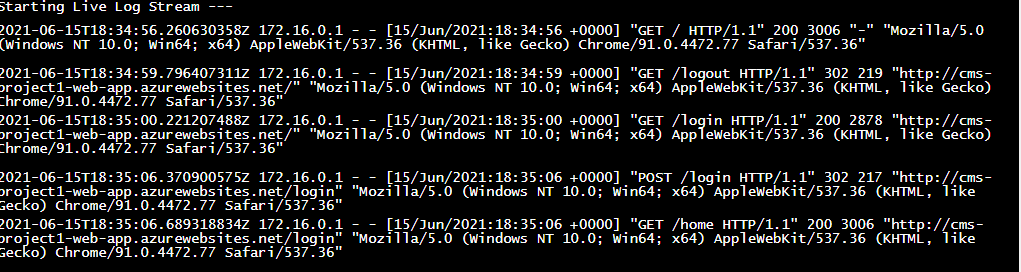 Starting Live Log Stream ---
2021-06-15T18:34:56.260630358Z 172.16.0.1 - - [15/Jun/2021:18:34:56 +0000] "GET / HTTP/1.1" 200 3006 "-" "Mozilla/5.0
(Windows NT 10.0; Win64; x64) AppleWebKit/537.36 (KHTML, like Gecko) Chrome/91.0.4472.77 Safari/537.36"
2021-06-15T18:34:59.796407311Z 172.16.0.1 - - [15/Jun/2021:18:34:59 +0000] "GET /logout HTTP/1.1" 302 219 "http://cms-
project1-web-app.azurewebsites.net/" "Mozilla/5.0 (Windows NT 10.0; Win64; x64) AppleWebKit/537.36 (KHTML, like Gecko)
Chrome/91.0.4472.77 Safari/537.36"
2021-06-15T18:35:00.221207488Z 172.16.0.1 - - [15/Jun/2021:18:35:00 +0000] "GET /login HTTP/1.1" 200 2878 "http://cms-
project1-web-app.azurewebsites.net/" "Mozilla/5.0 (Windows NT 10.0; Win64; x64) AppleWebKit/537.36 (KHTML, like Gecko)
Chrome/91.0.4472.77 Safari/537.36"
2021-06-15T18:35:06.370900575Z 172.16.0.1 - - [15/Jun/2021:18:35:06 +0000] "POST /login HTTP/1.1" 302 217 "http://cms-
project1-web-app.azurewebsites.net/login" "Mozilla/5.0 (Windows NT 10.0; Win64; x64) AppleWebKit/537.36 (KHTML, like
Gecko) Chrome/91.0.4472.77 Safari/537.36"
2021-06-15T18:35:06.689318834Z 172.16.0.1 - - [15/Jun/2021:18:35:06 +0000] "GET /home HTTP/1.1" 200 3006 "http://cms-
project1-web-app.azurewebsites.net/login" "Mozilla/5.0 (Windows NT 10.0; Win64; x64) AppleWebKit/537.36 (KHTML, like
Gecko) Chrome/91.0.4472.77 Safari/537.36"